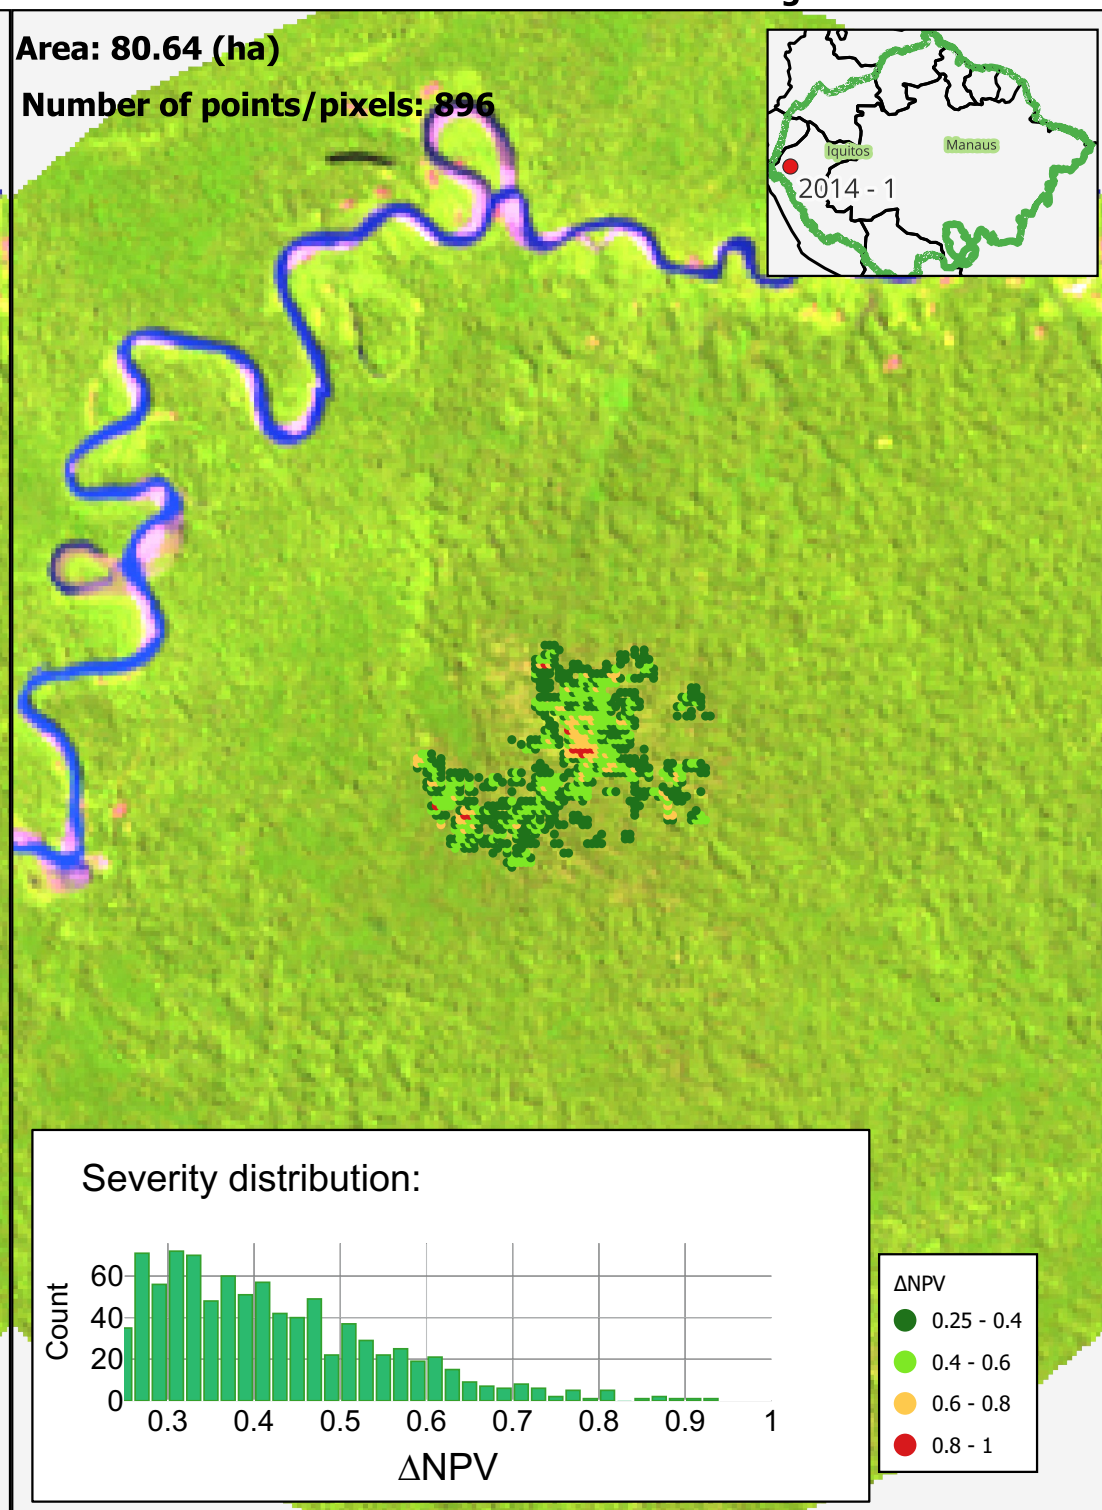 Area: 80.64 (ha)
Number of points/pixels: 896
Iquitos
Manaus
2014 - 1
Severity distribution:
Count
60
40
20
0
0.3 0.4 0.5 0.6 0.7 0.8 0.9 1
ΔNPV
ΔNPV
0.25 - 0.4
0.4 - 0.6
0.6 - 0.8
0.8 - 1